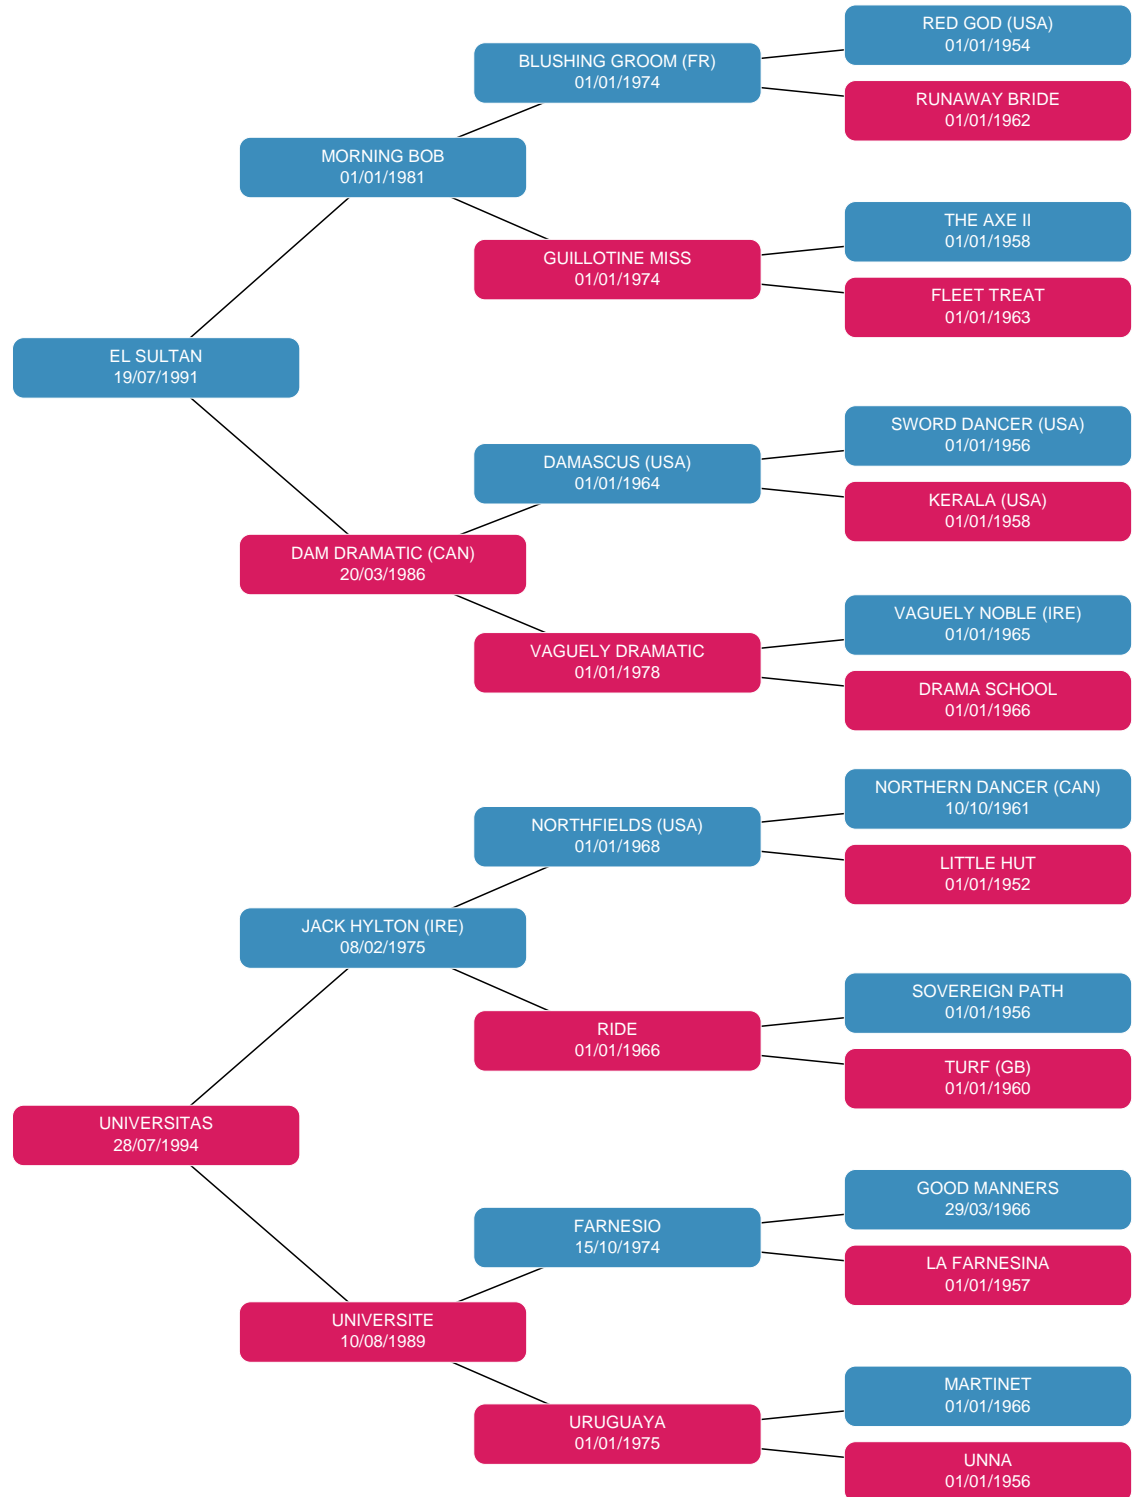 RED GOD (USA)
01/01/1954
BLUSHING GROOM (FR)
01/01/1974
RUNAWAY BRIDE
01/01/1962
MORNING BOB
01/01/1981
THE AXE II
01/01/1958
GUILLOTINE MISS
01/01/1974
FLEET TREAT
01/01/1963
EL SULTAN
19/07/1991
SWORD DANCER (USA)
01/01/1956
DAMASCUS (USA)
01/01/1964
KERALA (USA)
01/01/1958
DAM DRAMATIC (CAN)
20/03/1986
VAGUELY NOBLE (IRE)
01/01/1965
VAGUELY DRAMATIC
01/01/1978
DRAMA SCHOOL
01/01/1966
NORTHERN DANCER (CAN)
10/10/1961
NORTHFIELDS (USA)
01/01/1968
LITTLE HUT
01/01/1952
JACK HYLTON (IRE)
08/02/1975
SOVEREIGN PATH
01/01/1956
RIDE
01/01/1966
TURF (GB)
01/01/1960
UNIVERSITAS
28/07/1994
GOOD MANNERS
29/03/1966
FARNESIO
15/10/1974
LA FARNESINA
01/01/1957
UNIVERSITE
10/08/1989
MARTINET
01/01/1966
URUGUAYA
01/01/1975
UNNA
01/01/1956